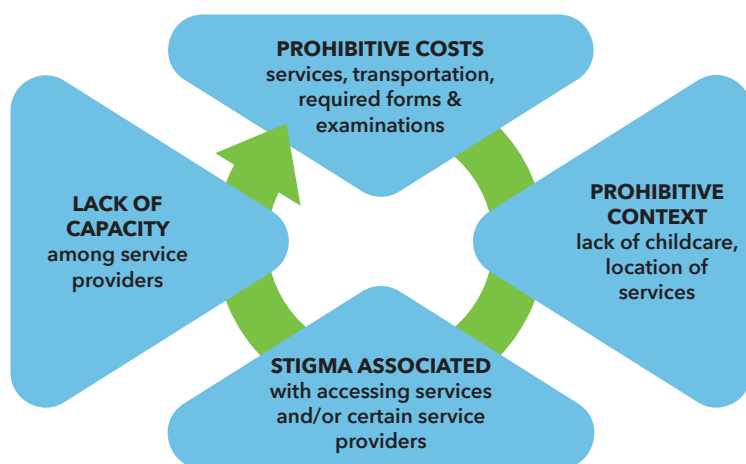 PROHIBITIVE COSTS
services, transportation,
required forms &
examinations
PROHIBITIVE
CONTEXT
lack of childcare,
location of
services
STIGMA ASSOCIATED
with accessing services
and/or certain service
providers
LACK OF
CAPACITY
among service
providers